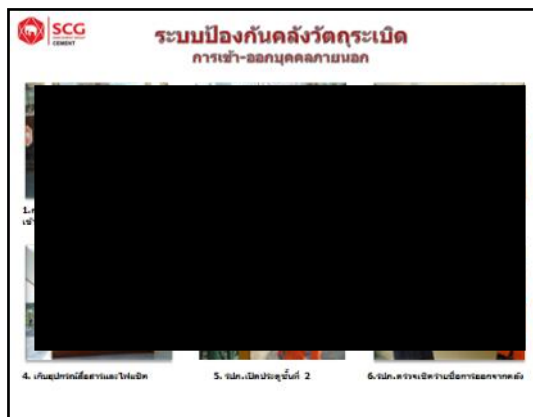 SCG
CEMENT
ระบบป้องกันคลังวัตถุระเบิด
การเข้า-ออกบุคคลภายนอก
1.
4. เก็บอุปกรณ์สื่อสารและไฟแช็ค
5. รปภ.เปิดประตูชั้นที่ 2
6.รปภ.ตรวจเช็ครายชื่อการออกจากคลัง